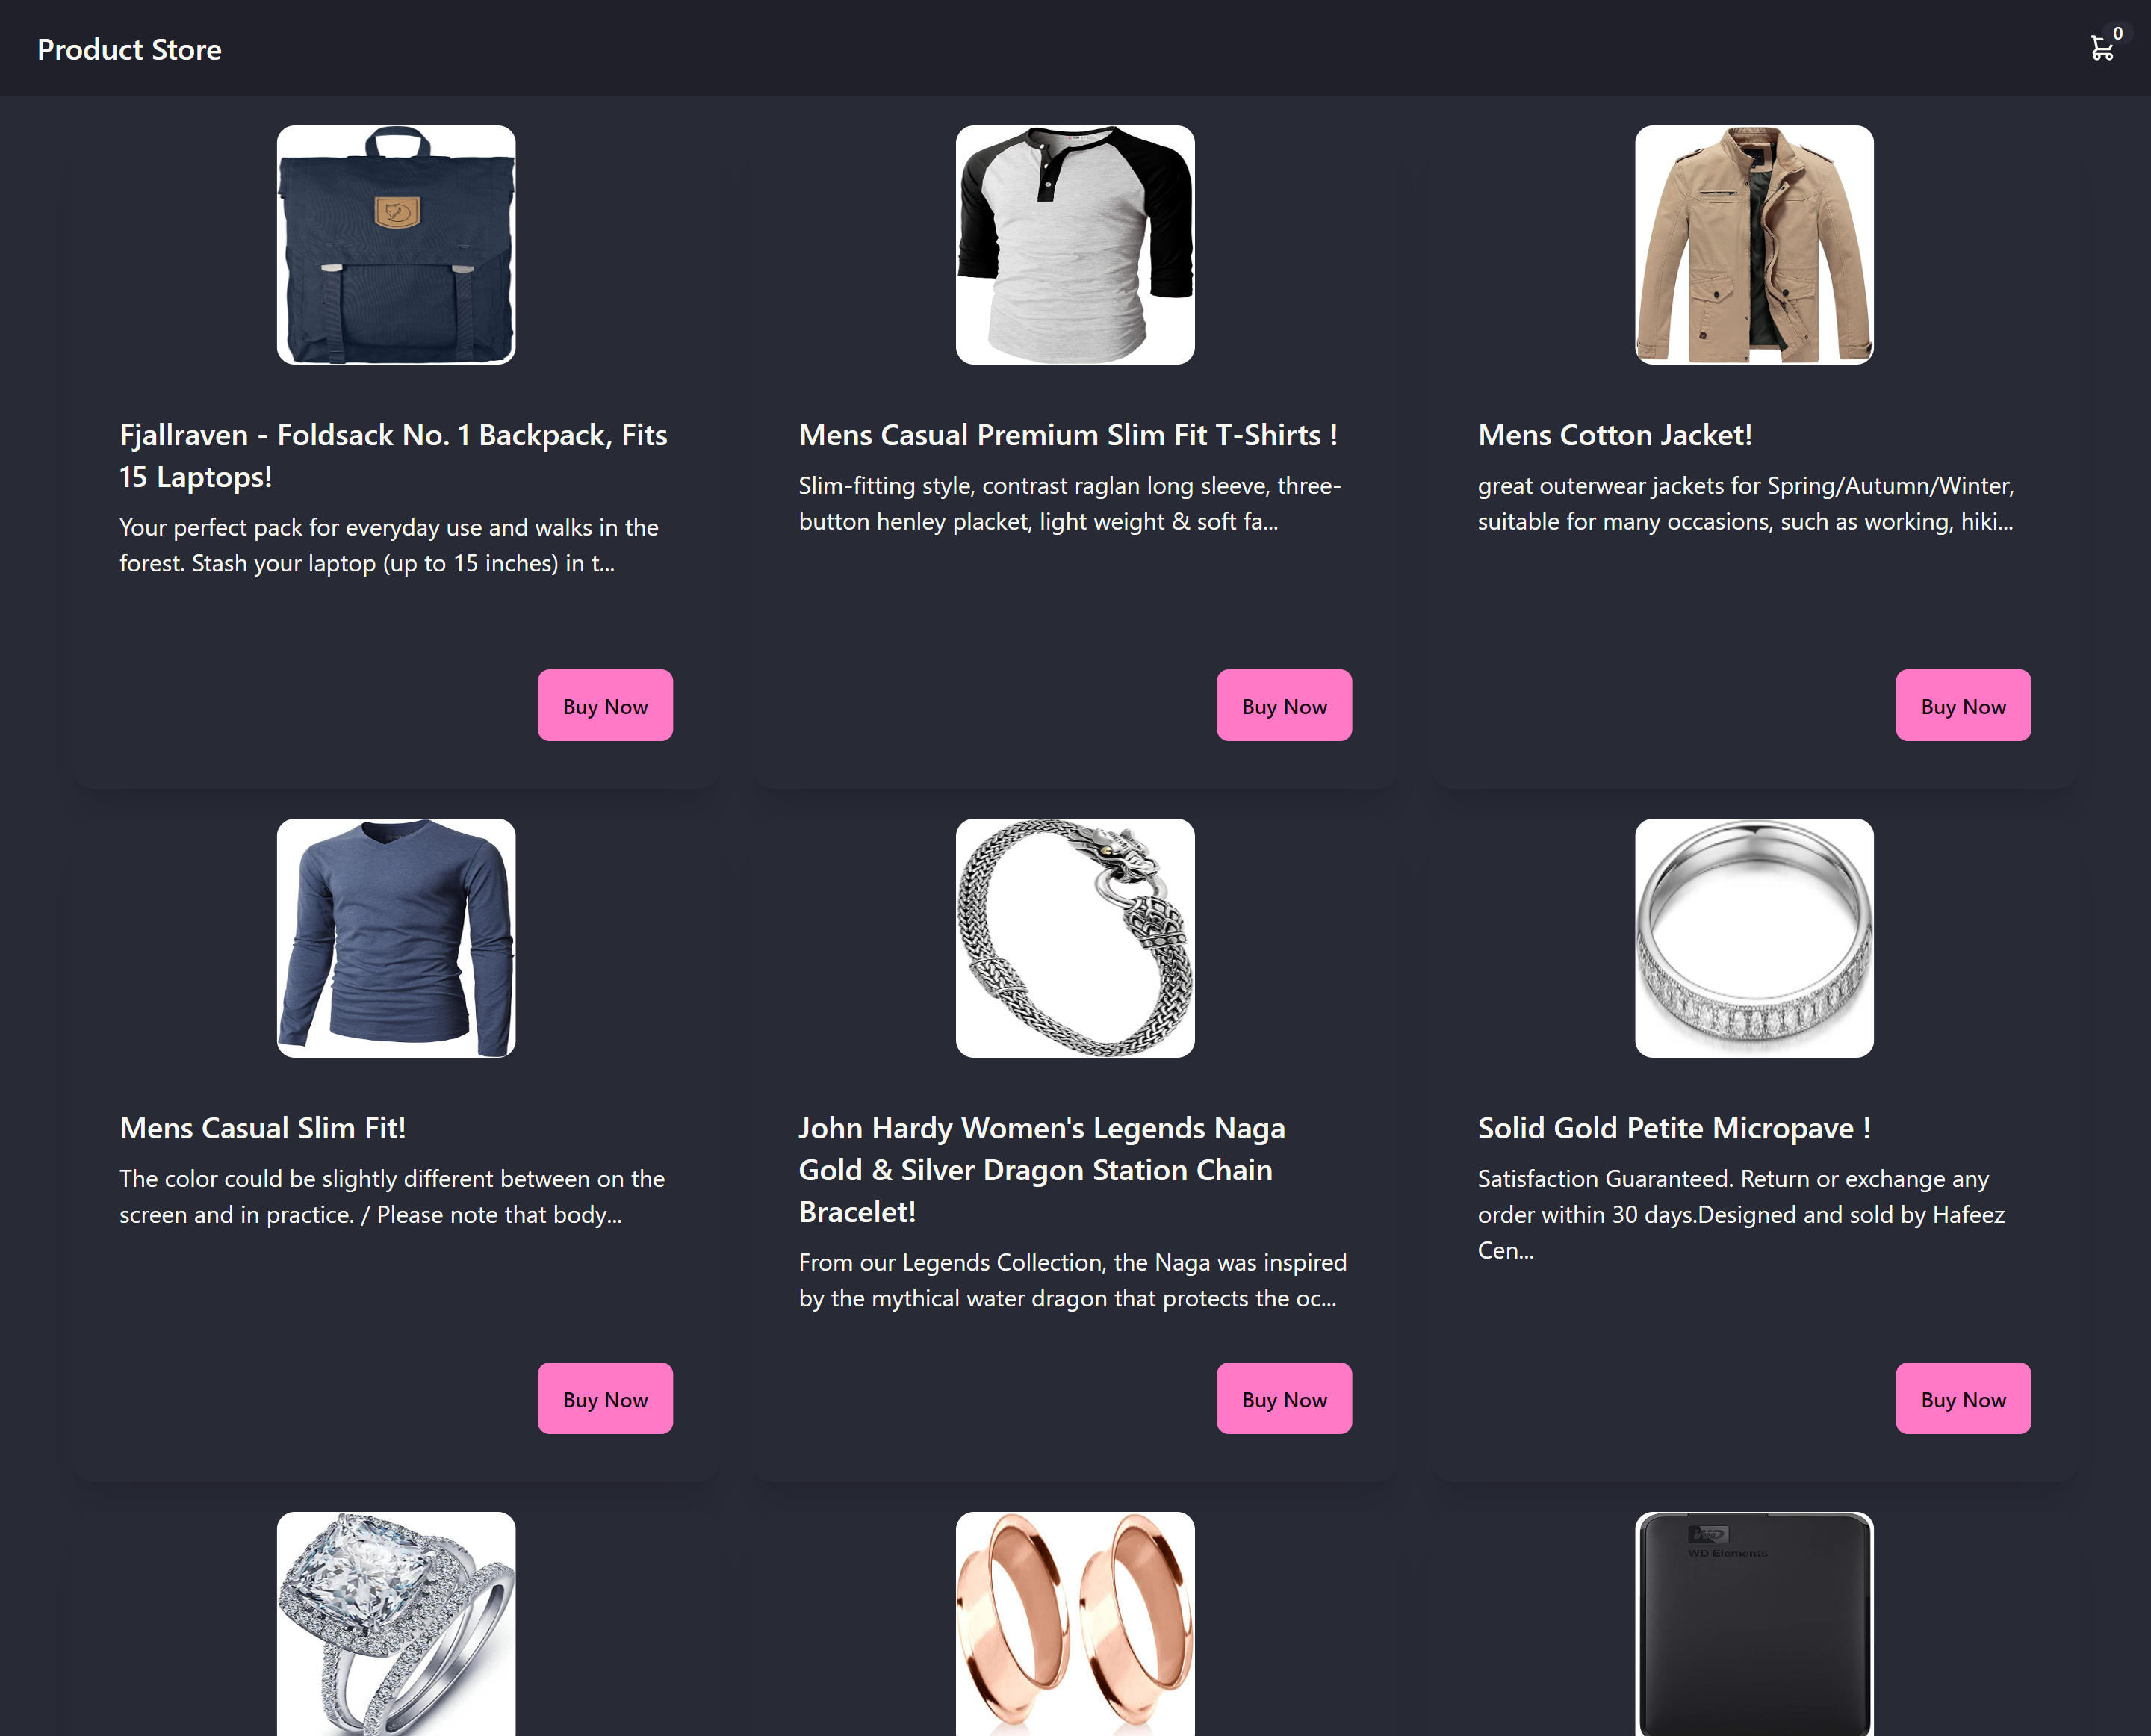 Product Store
0
Fjallraven - Foldsack No. 1 Backpack, Fits
15 Laptops!
Your perfect pack for everyday use and walks in the
forest. Stash your laptop (up to 15 inches) in t...
Buy Now
Mens Casual Premium Slim Fit T-Shirts !
Slim-fitting style, contrast raglan long sleeve, three-
button henley placket, light weight & soft fa...
Buy Now
Mens Cotton Jacket!
great outerwear jackets for Spring/Autumn/Winter,
suitable for many occasions, such as working, hiki...
Buy Now
Mens Casual Slim Fit!
The color could be slightly different between on the
screen and in practice. / Please note that body...
Buy Now
John Hardy Women's Legends Naga
Gold & Silver Dragon Station Chain
Bracelet!
From our Legends Collection, the Naga was inspired
by the mythical water dragon that protects the oc...
Buy Now
Solid Gold Petite Micropave !
Satisfaction Guaranteed. Return or exchange any
order within 30 days.Designed and sold by Hafeez
Cen...
Buy Now
WD
WD Elements